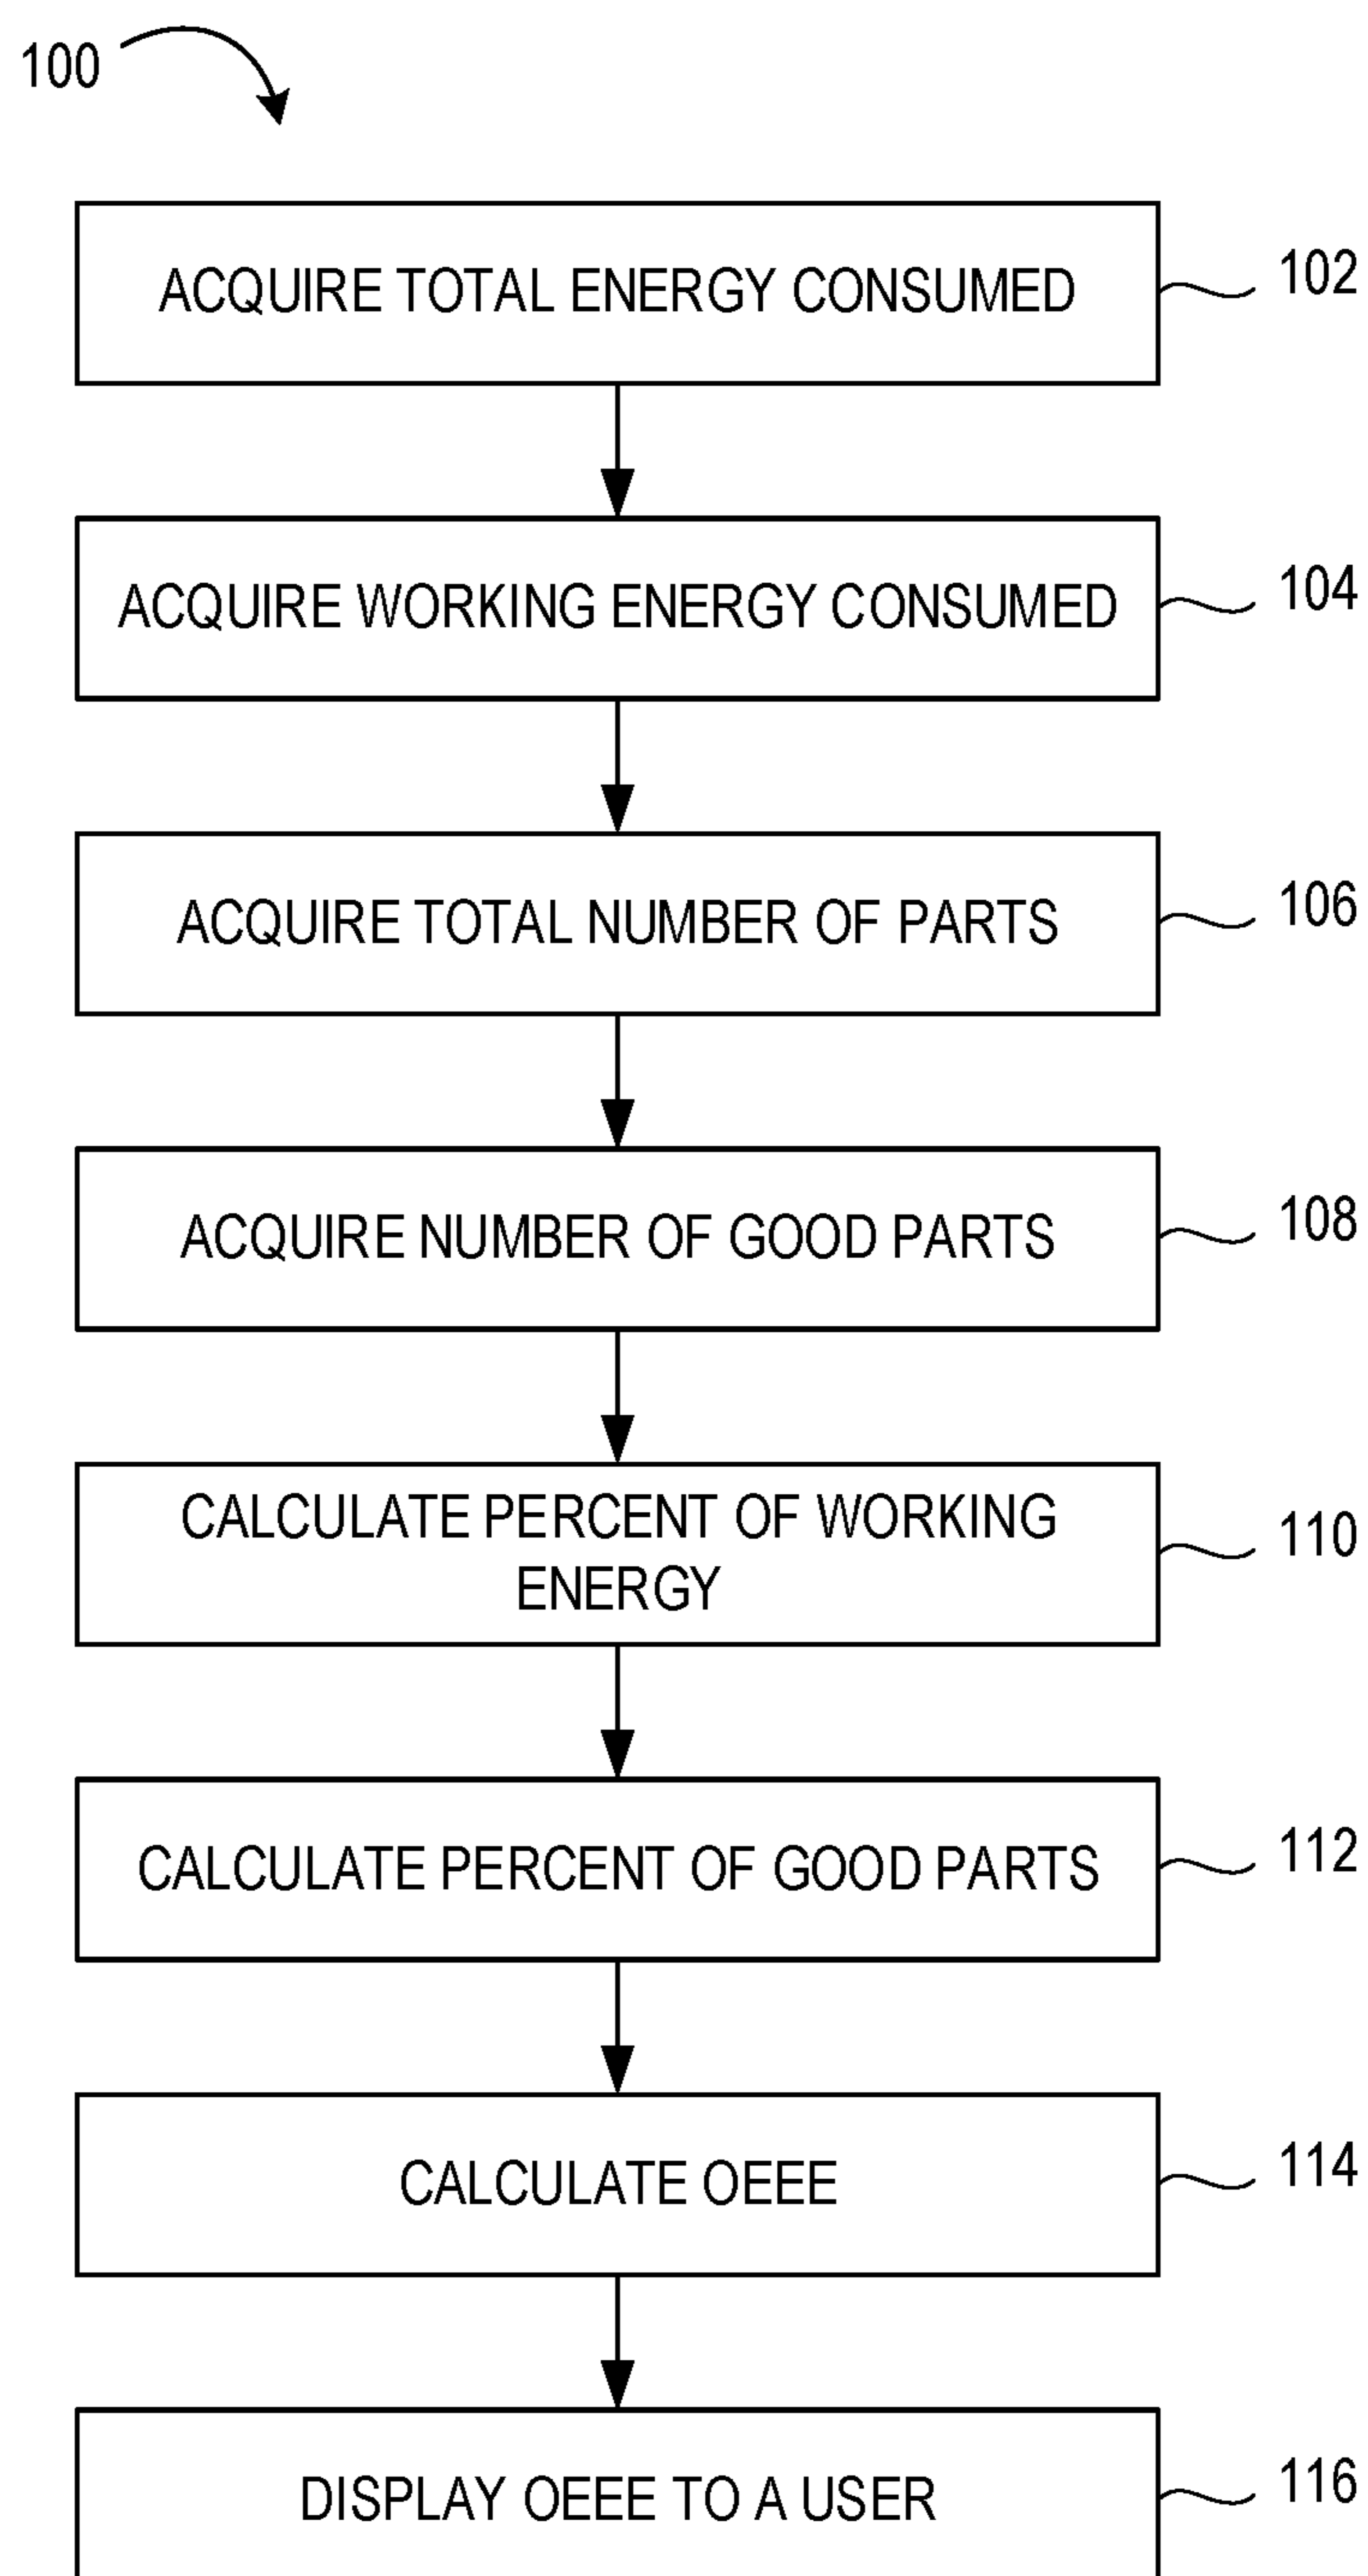 100
ACQUIRE TOTAL ENERGY CONSUMED
102
ACQUIRE WORKING ENERGY CONSUMED
104
ACQUIRE TOTAL NUMBER OF PARTS
106
ACQUIRE NUMBER OF GOOD PARTS
108
CALCULATE PERCENT OF WORKING
ENERGY
110
CALCULATE PERCENT OF GOOD PARTS
112
CALCULATE OEEE
114
DISPLAY OEEE TO A USER
116